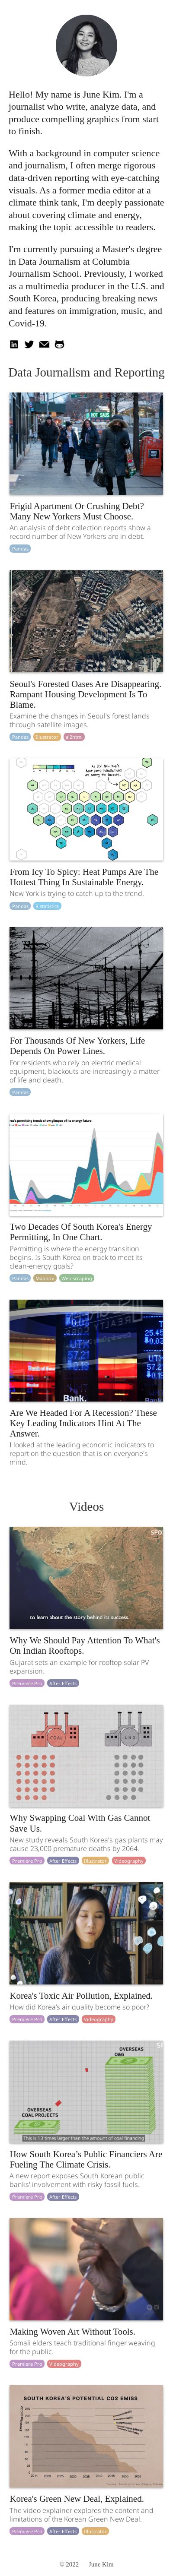 Hello! My name is June Kim. I'm a
journalist who write, analyze data, and
produce compelling graphics from start
to finish.
With a background in computer science
and journalism, I often merge rigorous
data-driven reporting with eye-catching
visuals. As a former media editor at a
climate think tank, I'm deeply passionate
about covering climate and energy,
making the topic accessible to readers.
I'm currently pursuing a Master's degree
in Data Journalism at Columbia
Journalism School. Previously, I worked
as a multimedia producer in the U.S. and
South Korea, producing breaking news
and features on immigration, music, and
Covid-19.
Data Journalism and Reporting
Frigid Apartment Or Crushing Debt?
Many New Yorkers Must Choose.
An analysis of debt collection reports show a
record number of New Yorkers are in debt.
Pandas
Seoul's Forested Oases Are Disappearing.
Rampant Housing Development Is To
Blame.
Examine the changes in Seoul's forest lands
through satellite images.
Pandas Illustrator ai2html
From Icy To Spicy: Heat Pumps Are The
Hottest Thing In Sustainable Energy.
New York is trying to catch up to the trend.
Pandas
For Thousands Of New Yorkers, Life
Depends On Power Lines.
For residents who rely on electric medical
equipment, blackouts are increasingly a matter
of life and death.
Pandas
Two Decades Of South Korea's Energy
Permitting, In One Chart.
Permitting is where the energy transition
begins. Is South Korea on track to meet its
clean-energy goals?
Pandas Mapbox Web scraping
UTX
57.21
0.19
Bank.
Are We Headed For A Recession? These
Key Leading Indicators Hint At The
Answer.
I looked at the leading economic indicators to
report on the question that is on everyone's
mind.
Videos
to learn about the story behind its success.
Why We Should Pay Attention To What's
On Indian Rooftops.
Gujarat sets an example for rooftop solar PV
expansion.
Premiere Pro After Effects
COAL
Why Swapping Coal With Gas Cannot
Save Us.
New study reveals South Korea's gas plants may
cause 23,000 premature deaths by 2064.
Premiere Pro After Effects Illustrator Videography
Korea's Toxic Air Pollution, Explained.
How did Korea's air quality become so poor?
Premiere Pro After Effects Videography
OVERSEAS
O&G
OVERSEAS
COAL PROJECTS
This is 13 times larger than the amount of coal financing
How South Korea's Public Financiers Are
Fueling The Climate Crisis.
A new report exposes South Korean public
banks' involvement with risky fossil fuels.
Premiere Pro After Effects
Making Woven Art Without Tools.
Somali elders teach traditional finger weaving
for the public.
Premiere Pro Videography
SOUTH KOREA'S POTENTIAL CO2 EMISS
Korea's Green New Deal, Explained.
The video explainer explores the content and
limitations of the Korean Green New Deal.
Premiere Pro After Effects Illustrator
© 2022 — June Kim